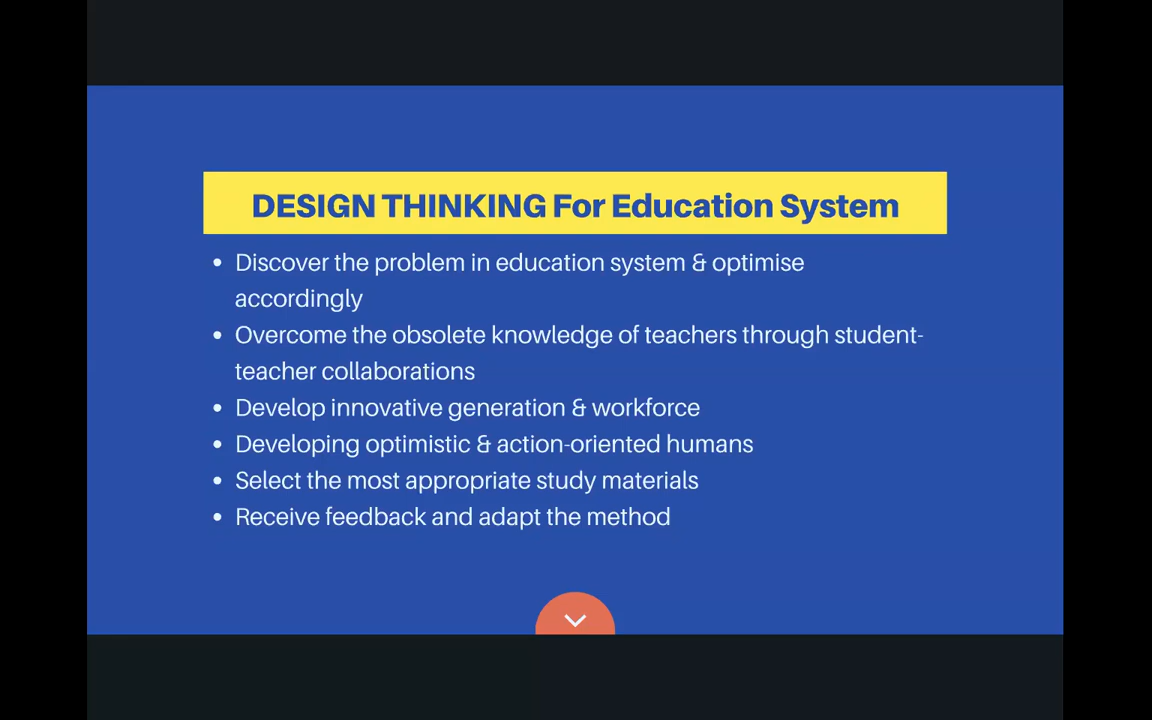 DESIGN THINKING For Education System
• Discover the problem in education system & optimise
accordingly
• Overcome the obsolete knowledge of teachers through student-
teacher collaborations
• Develop innovative generation & workforce
• Developing optimistic & action-oriented humans
• Select the most appropriate study materials
• Receive feedback and adapt the method